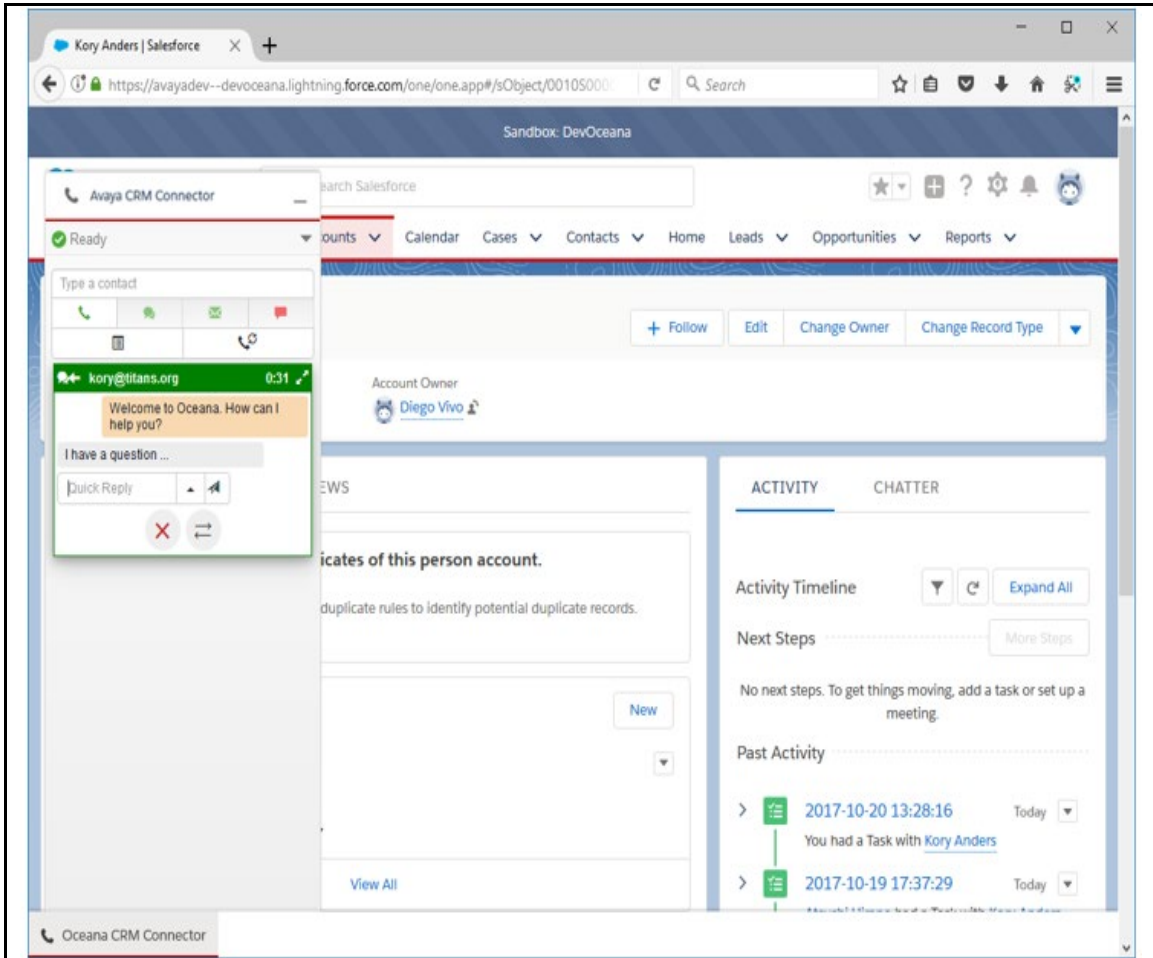 Kory Anders | Salesforce
https://avayadev--devoceana.lightning.force.com/one/one.app#/sObject/0010S000
Search
Sandbox: DevOceana
Avaya CRM Connector
earch Salesforce
Ready
ounts Calendar Cases Contacts Home Leads Opportunities Reports
Type a contact
+ Follow Edit Change Owner Change Record Type
kory@titans.org 0:31
Account Owner
Diego Vivo
Welcome to Oceana. How can I
help you?
I have a question ...
Quick Reply
EWS
ACTIVITY CHATTER
icates of this person account.
duplicate rules to identify potential duplicate records.
Activity Timeline Expand All
Next Steps More Steps
No next steps. To get things moving, add a task or set up a
meeting.
New
Past Activity
2017-10-20 13:28:16 Today
You had a Task with Kory Anders
View All
2017-10-19 17:37:29 Today
had a Task with Kory Anders
Oceana CRM Connector